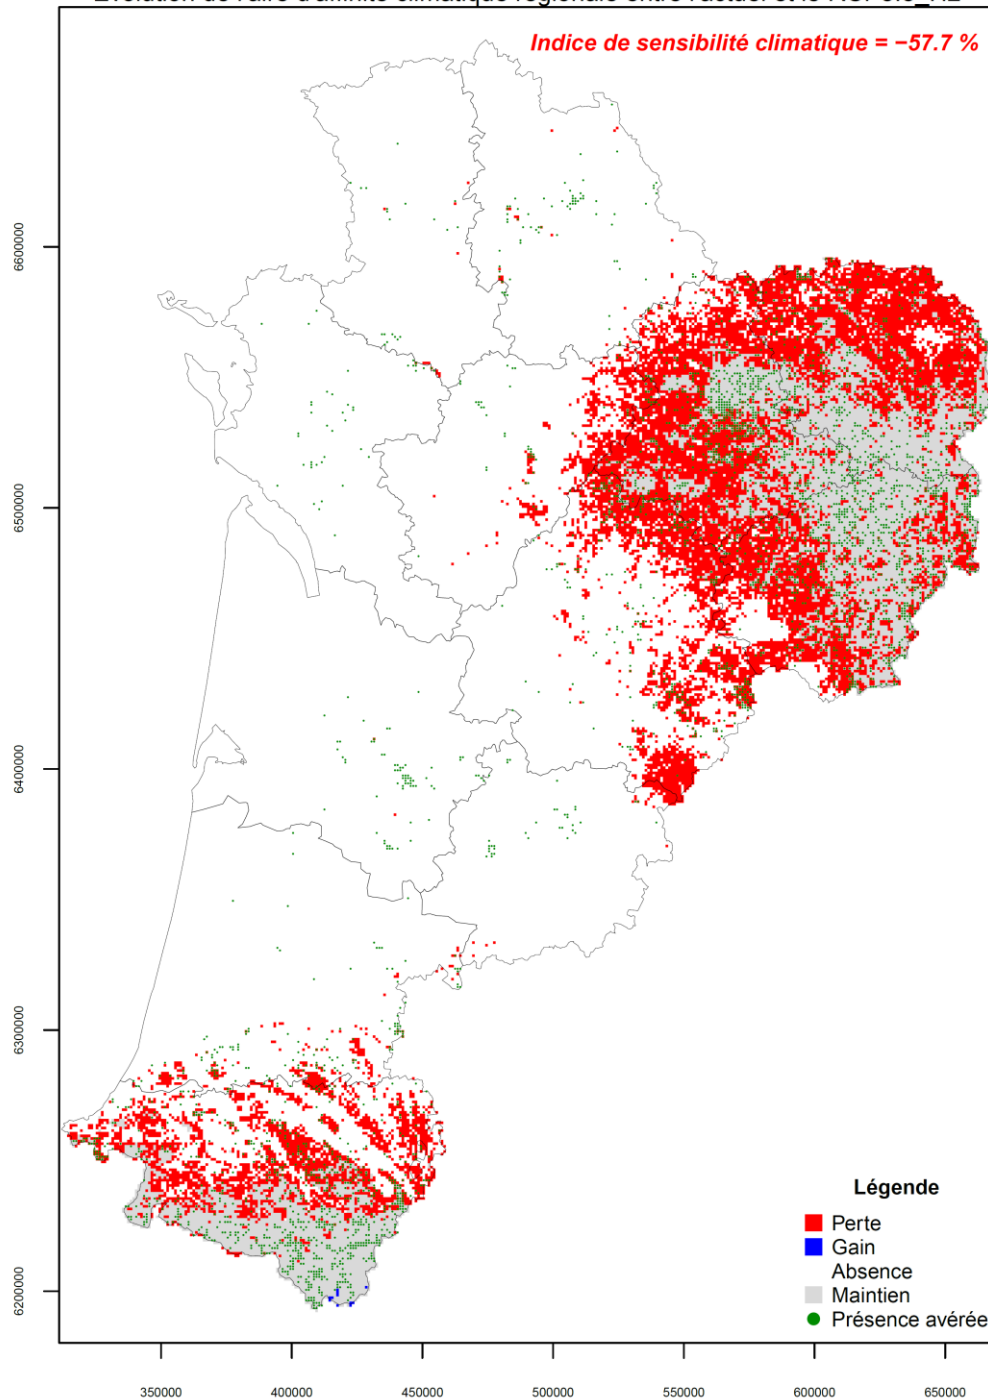 Indice de sensibilité climatique = −57.7 %
6600000
6500000
6400000
6300000
6200000
Légende
Perte
Gain
Absence
Maintien
Présence avérée
350000 400000 450000 500000 550000 600000 650000